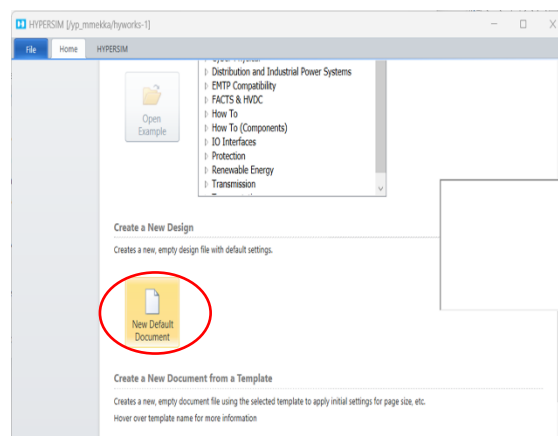 HYPERSIM [/yp_mmekka/hyworks-1]
File Home HYPERSIM
Distribution and Industrial Power Systems
EMTP Compatibility
FACTS & HVDC
How To
How To (Components)
IO Interfaces
Protection
Renewable Energy
Transmission
Open
Example
Create a New Design
Creates a new, empty design file with default settings.
New Default
Document
Create a New Document from a Template
Creates a new, empty document file using the selected template to apply initial settings for page size, etc.
Hover over template name for more information